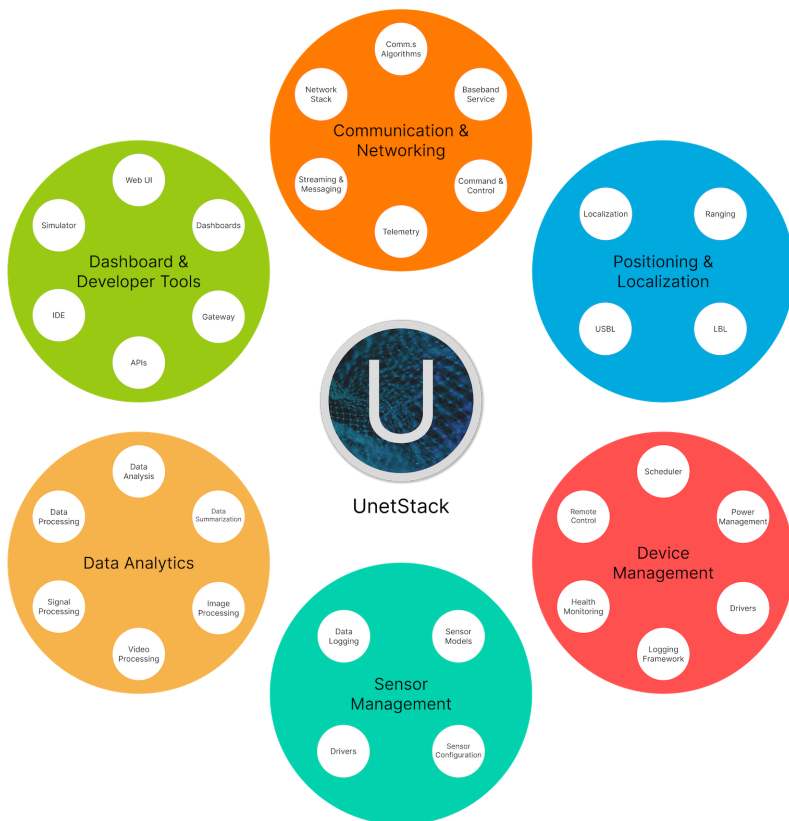 Comm.s
Algorithms
Network
Stack
Baseband
Service
Communication &
Networking
Streaming &
Messaging
Command &
Control
Telemetry
Web UI
Simulator
Dashboards
Dashboard &
Developer Tools
IDE
Gateway
APIs
Localization
Ranging
Positioning &
Localization
USBL
LBL
U
UnetStack
Data
Analysis
Data
Processing
Data
Summarization
Data Analytics
Signal
Processing
Image
Processing
Video
Processing
Scheduler
Remote
Control
Power
Management
Device
Management
Health
Monitoring
Drivers
Logging
Framework
Data
Logging
Sensor
Models
Sensor
Management
Drivers
Sensor
Configuration